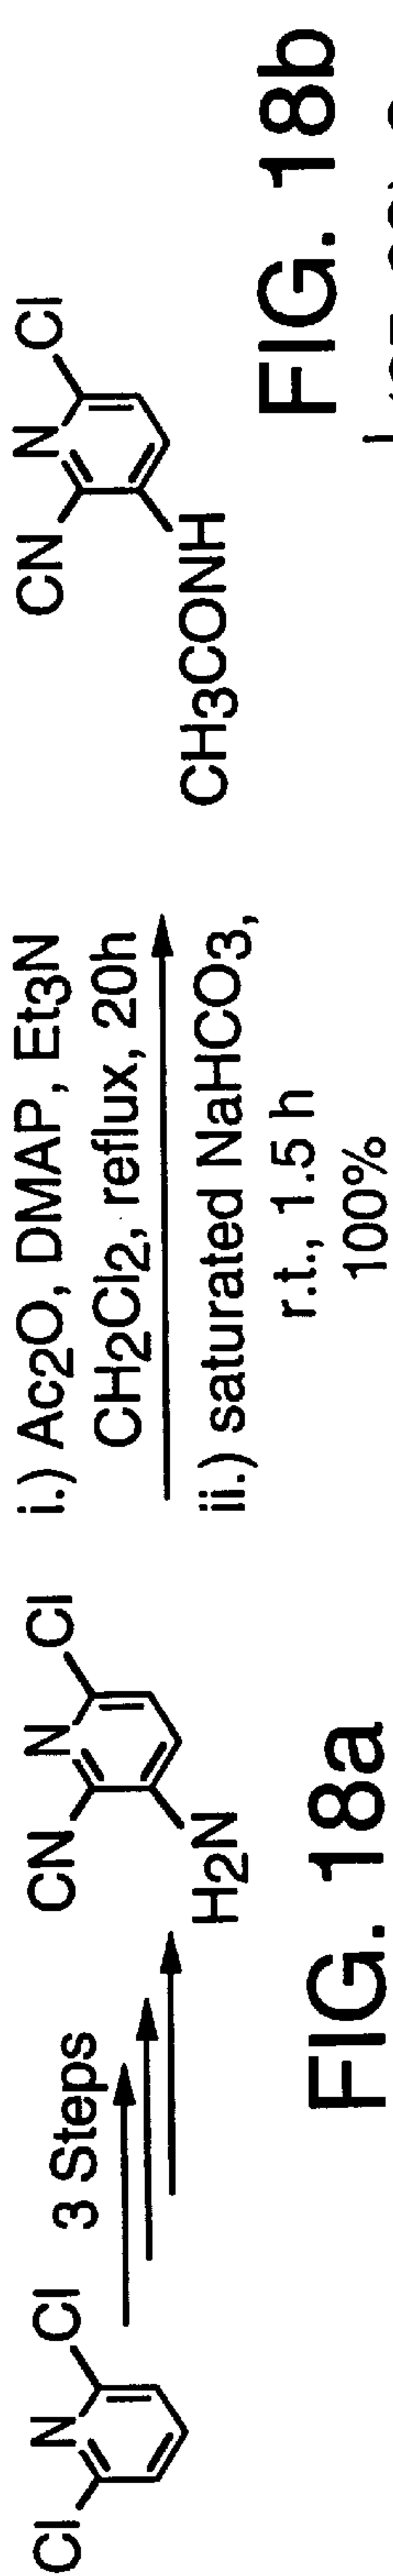 Cl N Cl
3 Steps
CN N Cl
H2N
FIG. 18a
i.) Ac2O, DMAP, Et3N
CH2Cl2, reflux, 20h
ii.) saturated NaHCO3,
r.t., 1.5 h
100%
CN N Cl
CH3CONH
FIG. 18b